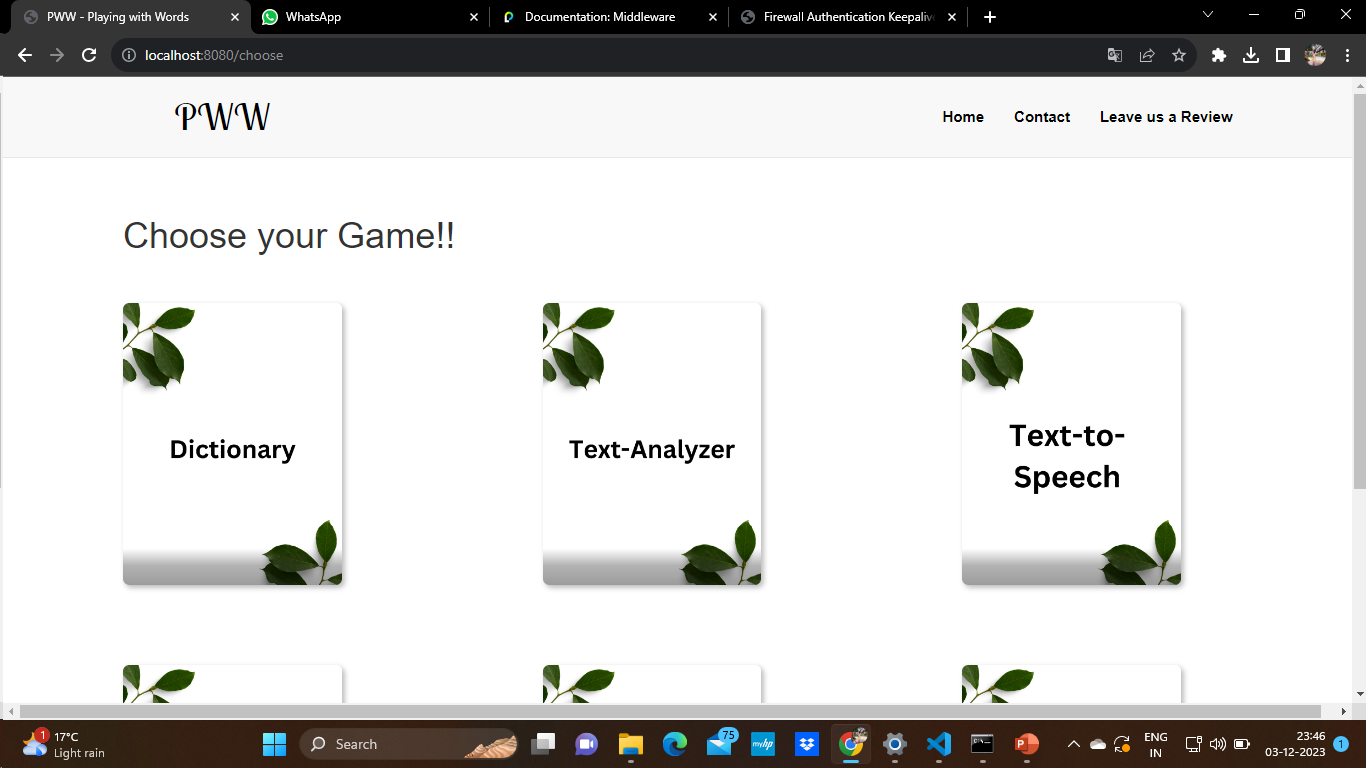 PWW - Playing with Words
WhatsApp
Documentation: Middleware
Firewall Authentication Keepaliv
localhost:8080/choose
PWW
Home
Contact
Leave us a Review
Choose your Game!!
Dictionary
Text-Analyzer
Text-to-
Speech
1
17°C
Light rain
Search
75
myhp
ENG
IN
23:46
03-12-2023
1